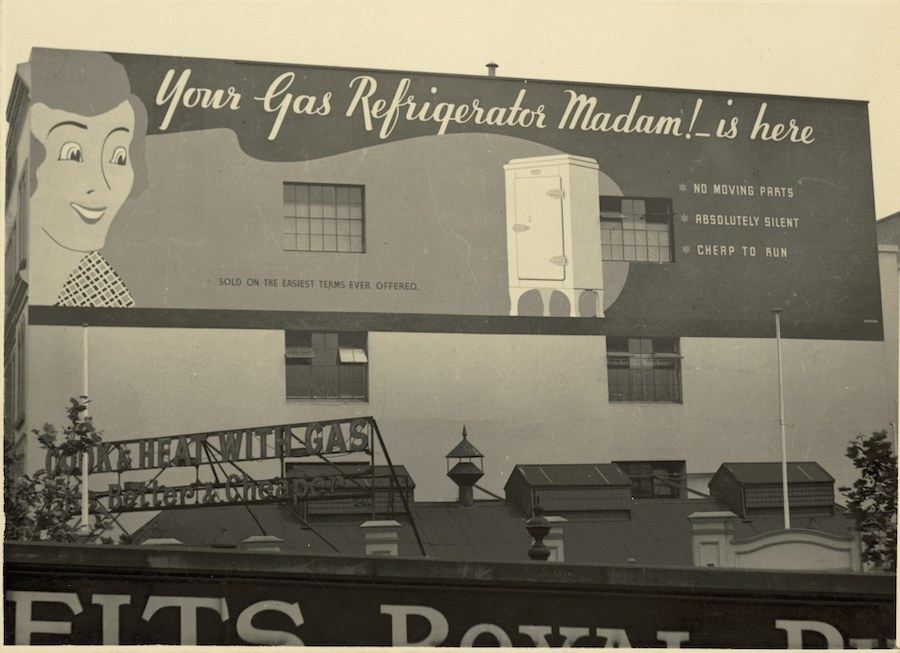 Your Gas Refrigerator Madam! – is here
NO MOVING PARTS
ABSOLUTELY SILENT
CHEAP TO RUN
SOLD ON THE EASIEST TERMS EVER OFFERED.
COOK & HEAT WITH GAS
Better & Cheaper
ROYAL